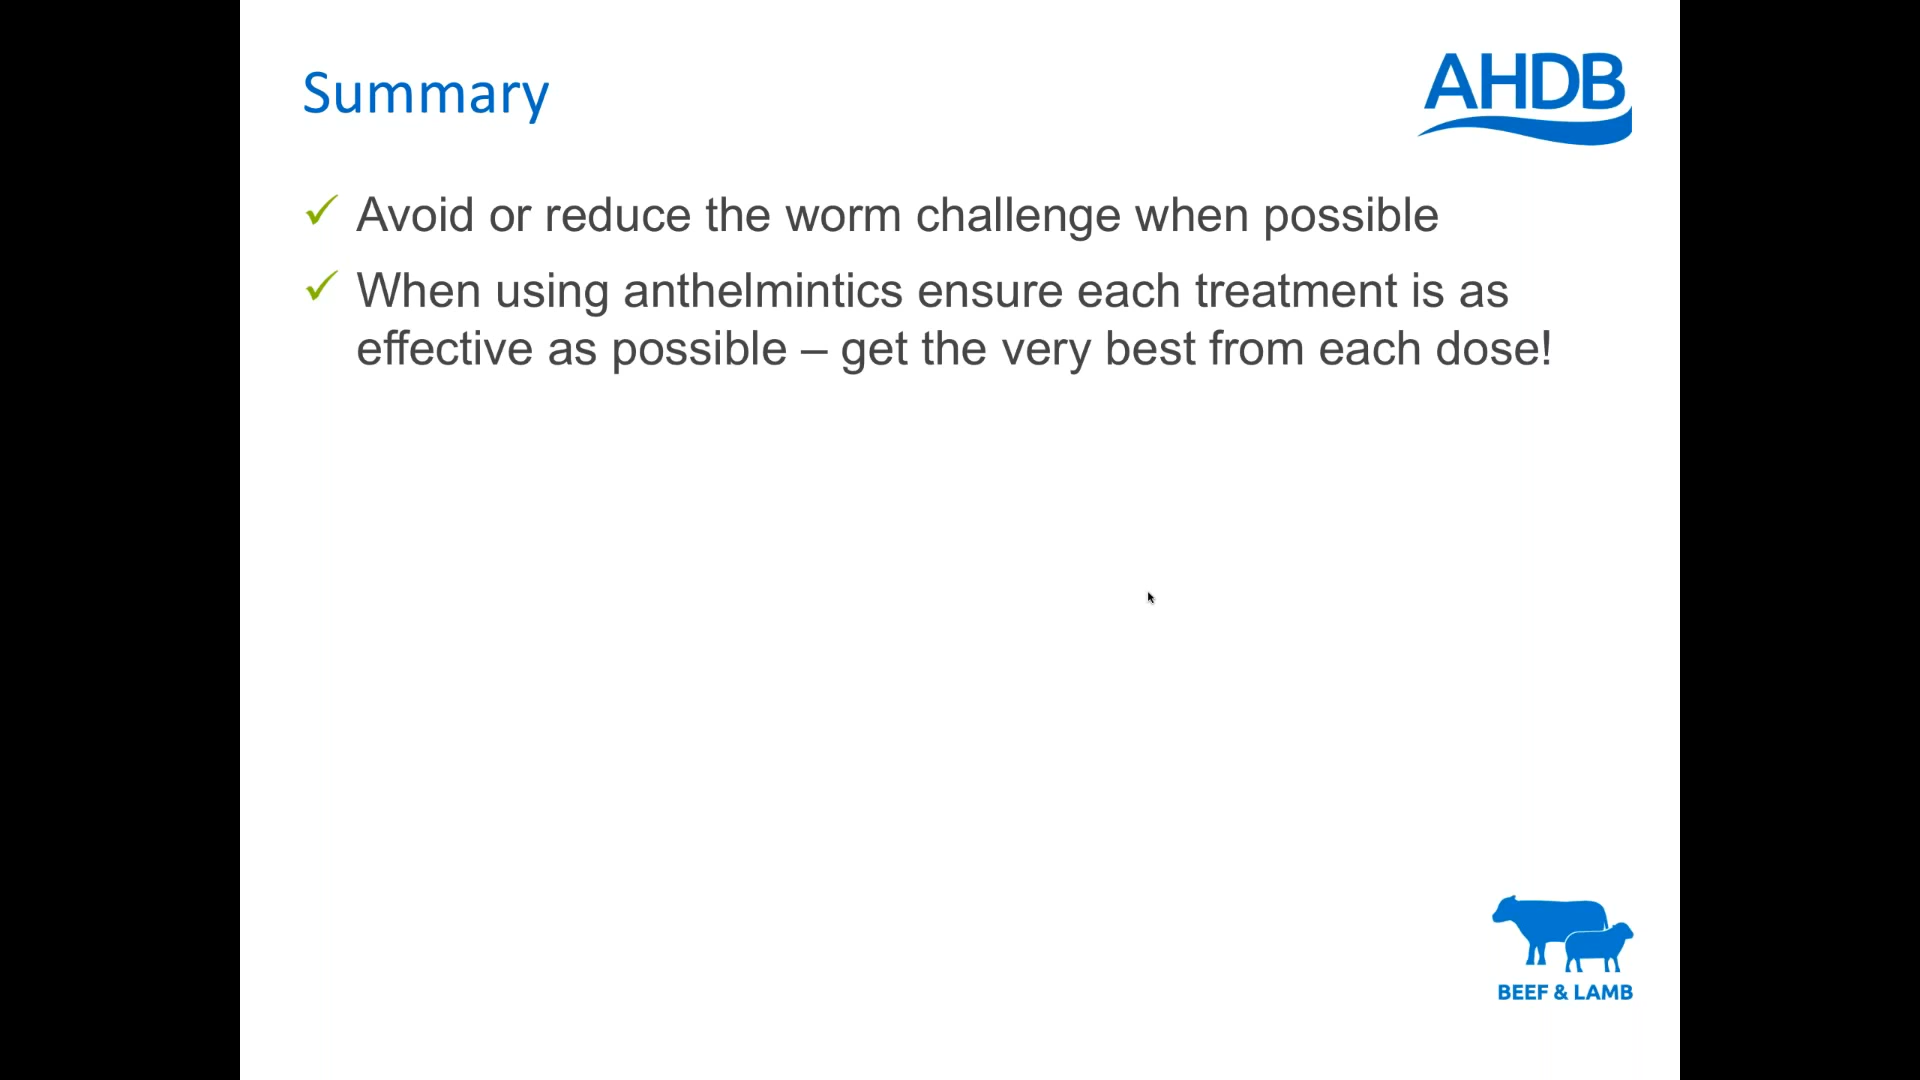 Summary
AHDB
✓ Avoid or reduce the worm challenge when possible
✓ When using anthelmintics ensure each treatment is as
effective as possible – get the very best from each dose!
BEEF & LAMB